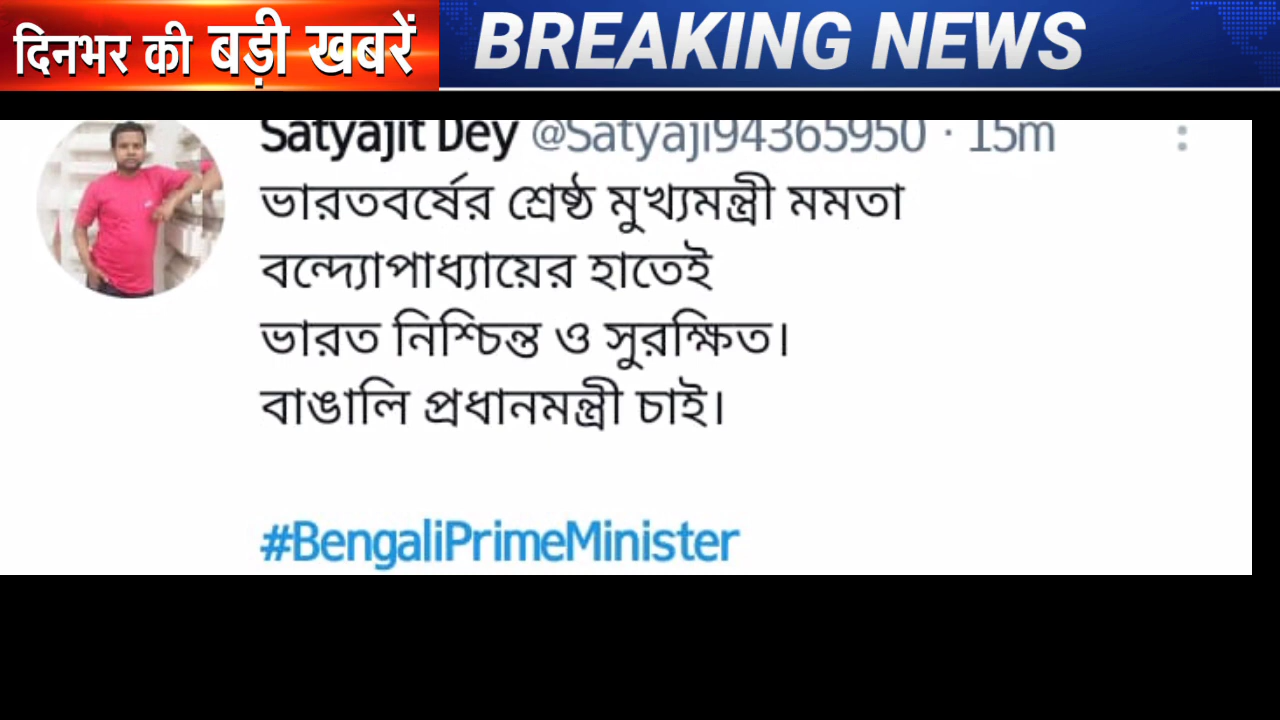 दिनभर की बड़ी खबरें
BREAKING NEWS
Satyajit Dey @Satyaji94365950 · 15m
ভারতবর্ষের শ্রেষ্ঠ মুখ্যমন্ত্রী মমতা
বন্দ্যোপাধ্যায়ের হাতেই
ভারত নিশ্চিন্ত ও সুরক্ষিত।
বাঙালি প্রধানমন্ত্রী চাই।
#BengaliPrimeMinister